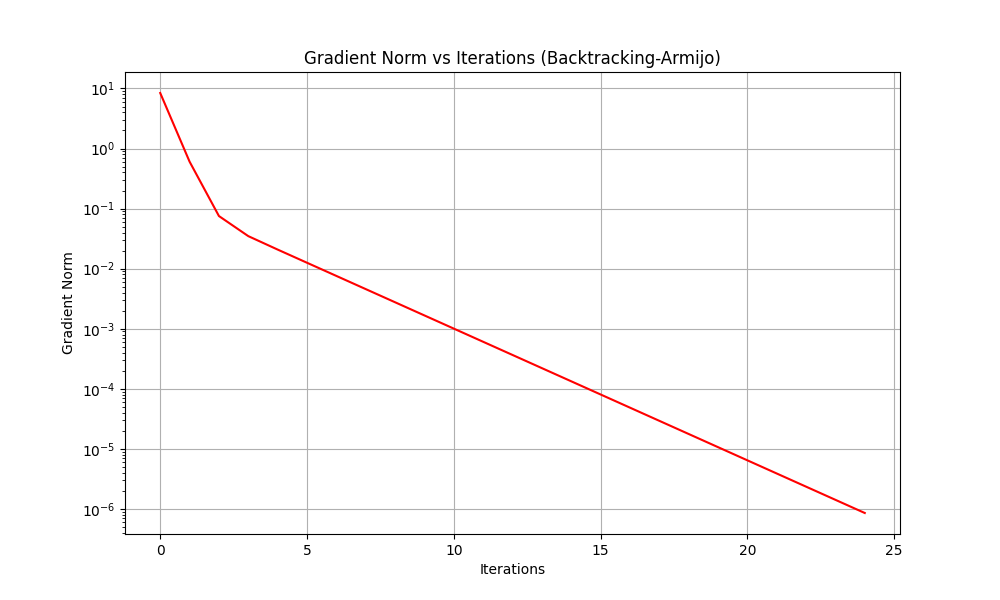 Gradient Norm vs Iterations (Backtracking-Armijo)
Gradient Norm
10¹
10⁰
10⁻¹
10⁻²
10⁻³
10⁻⁴
10⁻⁵
10⁻⁶
0 5 10 15 20 25
Iterations